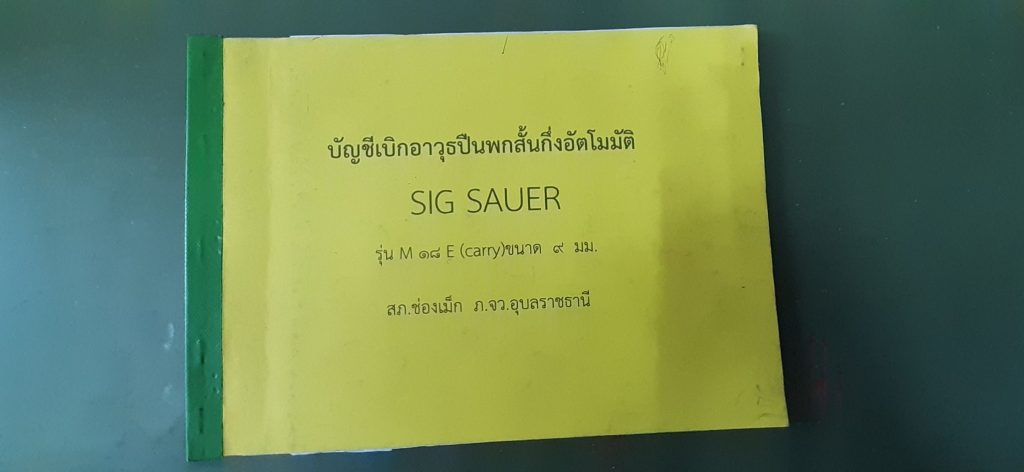 บัญชีเบิกอาวุธปืนพกสั้นกึ่งอัตโมมัติ
SIG SAUER
รุ่น M ๑๘ E (carry)ขนาด ๙ มม.
สภ.ช่องเม็ก ภ.จว.อุบลราชธานี